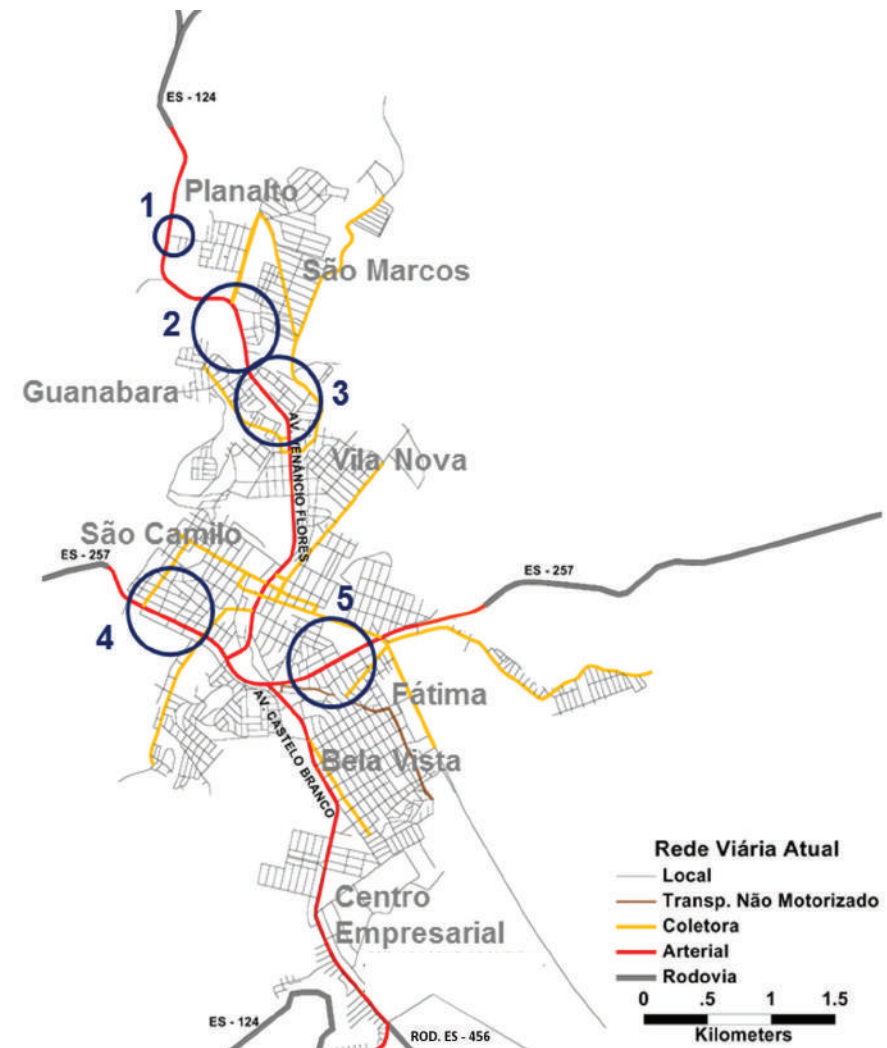 ES - 124
Planalto
1
São Marcos
2
Guanabara
3
AV. VENÂNCIO FLORES
Vila Nova
São Camilo
ES - 257
ES - 257
4
5
Fátima
AV. CASTELO BRANCO
Bela Vista
Rede Viária Atual
Local
Transp. Não Motorizado
Coletora
Arterial
Rodovia
0 .5 1 1.5
Kilometers
Centro
Empresarial
ES - 124
ROD. ES - 456